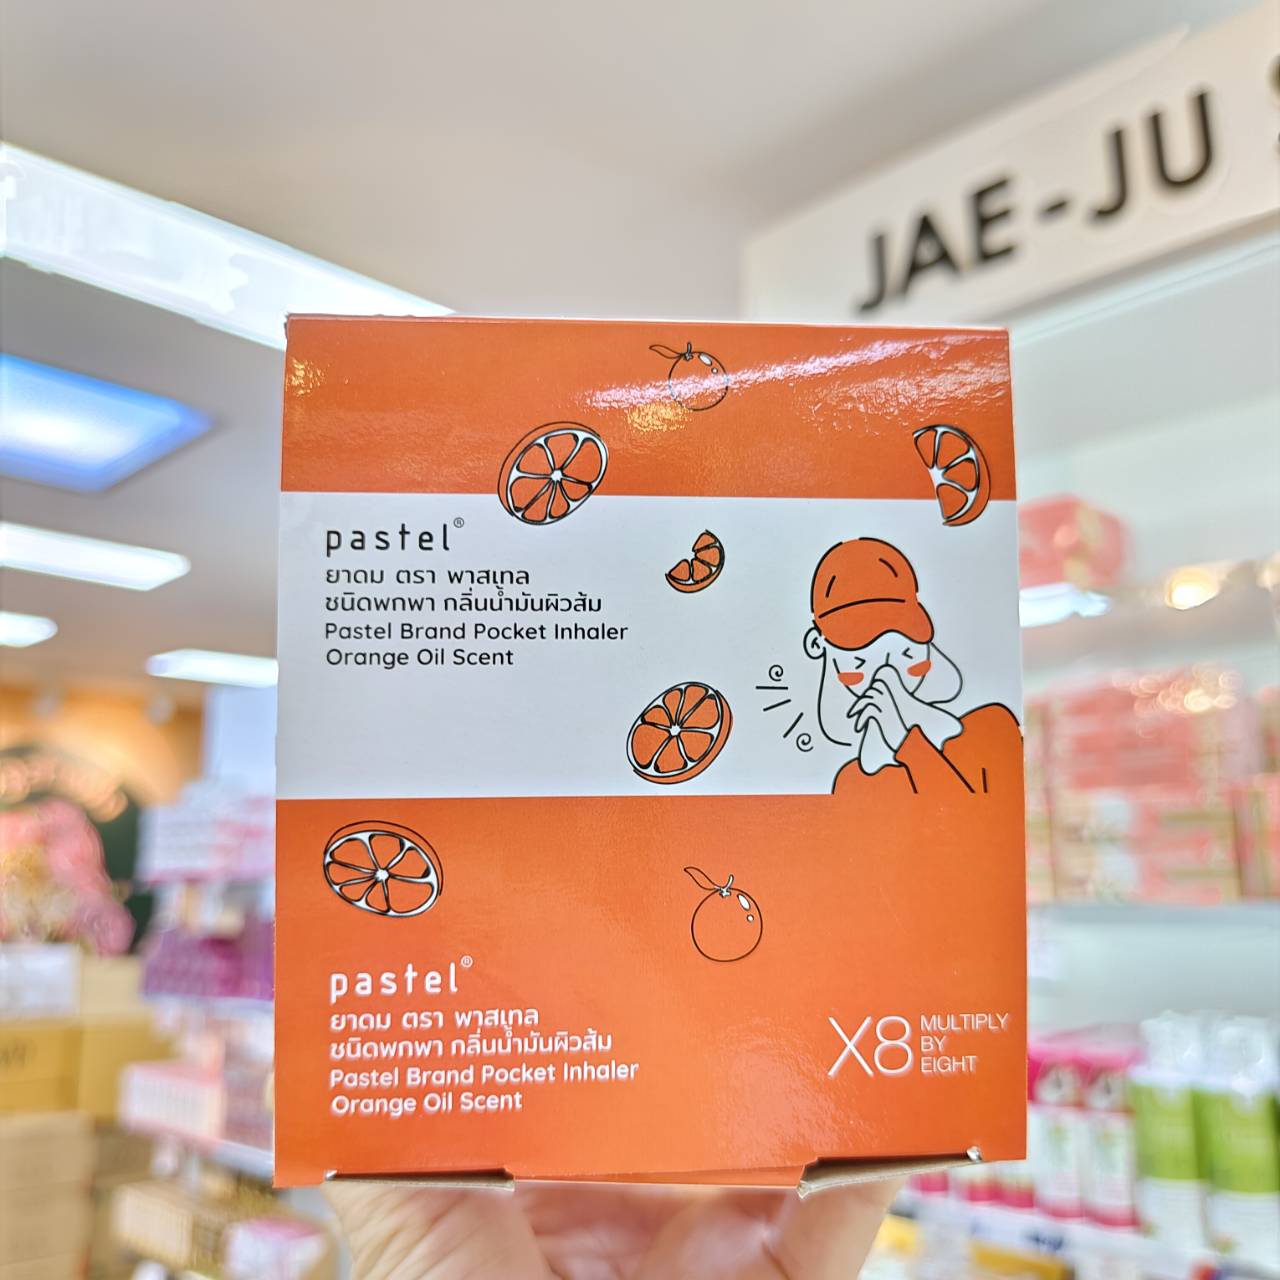 JAE-JU
pastel®
ยาดม ตรา พาสเทล
ชนิดพกพา กลิ่นน้ำมันผิวส้ม
Pastel Brand Pocket Inhaler
Orange Oil Scent
pastel®
ยาดม ตรา พาสเทล
ชนิดพกพา กลิ่นน้ำมันผิวส้ม
Pastel Brand Pocket Inhaler
Orange Oil Scent
X8 MULTIPLY
BY
EIGHT